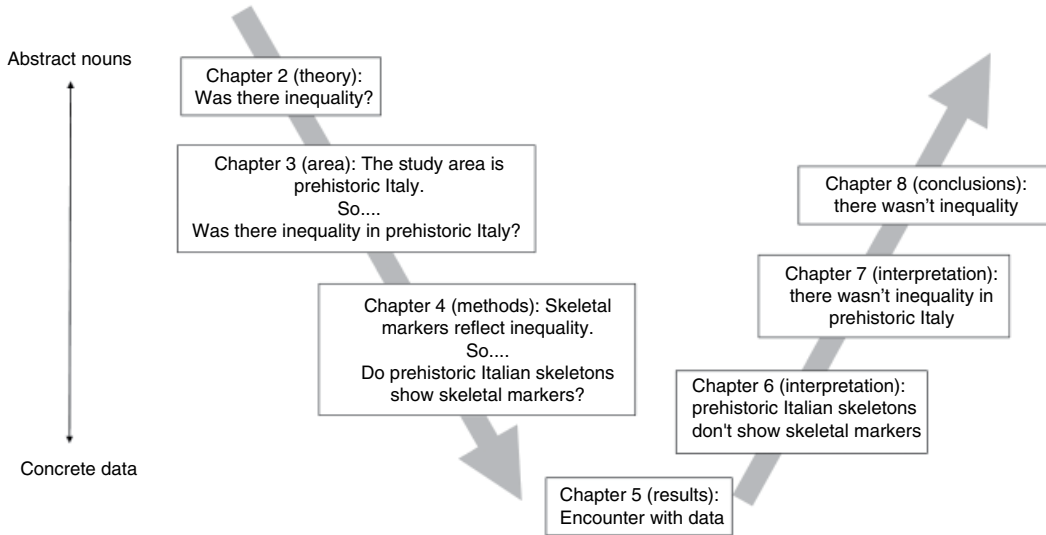 Abstract nouns
Concrete data
Chapter 2 (theory):
Was there inequality?
Chapter 3 (area): The study area is
prehistoric Italy.
So....
Was there inequality in prehistoric Italy?
Chapter 4 (methods): Skeletal
markers reflect inequality.
So....
Do prehistoric Italian skeletons
show skeletal markers?
Chapter 5 (results):
Encounter with data
Chapter 6 (interpretation):
prehistoric Italian skeletons
don't show skeletal markers
Chapter 7 (interpretation):
there wasn’t inequality in
prehistoric Italy
Chapter 8 (conclusions):
there wasn’t inequality